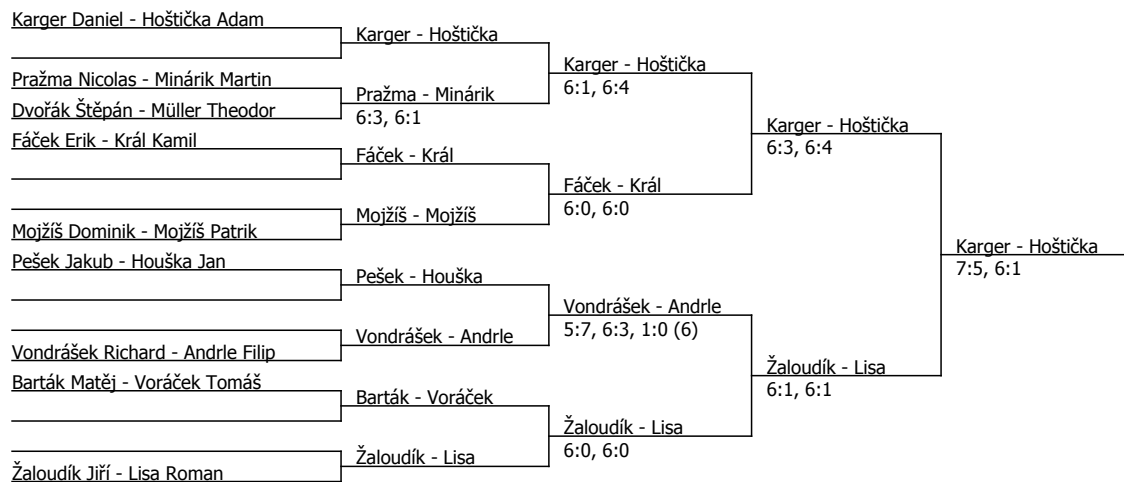 Karger Daniel - Hoštička Adam
Karger - Hoštička
Karger - Hoštička
6:1, 6:4
Pražma Nicolas - Minárik Martin
Pražma - Minárik
6:3, 6:1
Dvořák Štěpán - Müller Theodor
Karger - Hoštička
6:3, 6:4
Fáček Erik - Král Kamil
Fáček - Král
Fáček - Král
6:0, 6:0
Mojžíš - Mojžíš
Mojžíš Dominik - Mojžíš Patrik
Karger - Hoštička
7:5, 6:1
Pešek Jakub - Houška Jan
Pešek - Houška
Vondrášek - Andrle
5:7, 6:3, 1:0 (6)
Vondrášek - Andrle
Vondrášek Richard - Andrle Filip
Žaloudík - Lisa
6:1, 6:1
Barták Matěj - Voráček Tomáš
Barták - Voráček
Žaloudík - Lisa
6:0, 6:0
Žaloudík - Lisa
Žaloudík Jiří - Lisa Roman